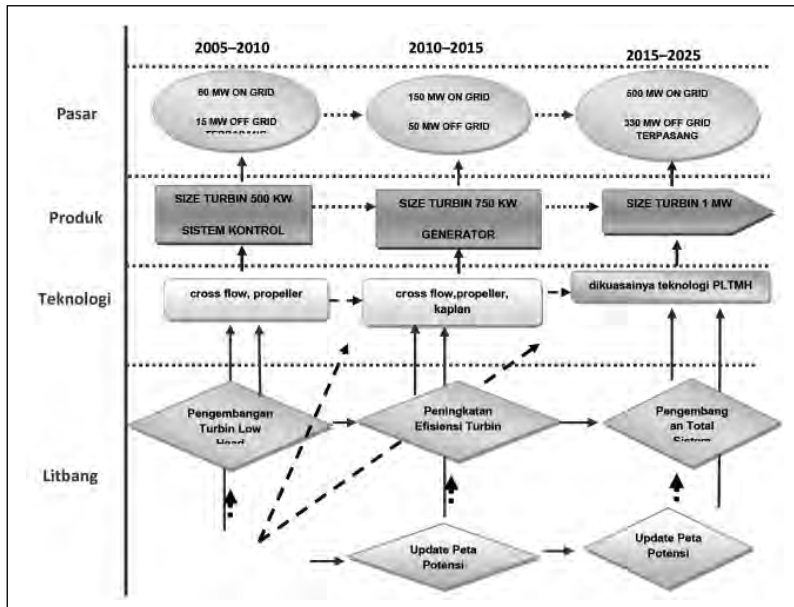 2005–2010
2010–2015
2015–2025
Pasar
60 MW ON GRID
15 MW OFF GRID
TERPASANG
150 MW ON GRID
50 MW OFF GRID
500 MW ON GRID
330 MW OFF GRID
TERPASANG
Produk
SIZE TURBIN 500 KW
SISTEM KONTROL
SIZE TURBIN 750 KW
GENERATOR
SIZE TURBIN 1 MW
Teknologi
cross flow, propeller
cross flow,propeller,
kaplan
dikuasainya teknologi PLTMH
Litbang
Pengembangan
Turbin Low
Head
Peningkatan
Efisiensi Turbin
Pengembang
an Total
Sistem
Update Peta
Potensi
Update Peta
Potensi